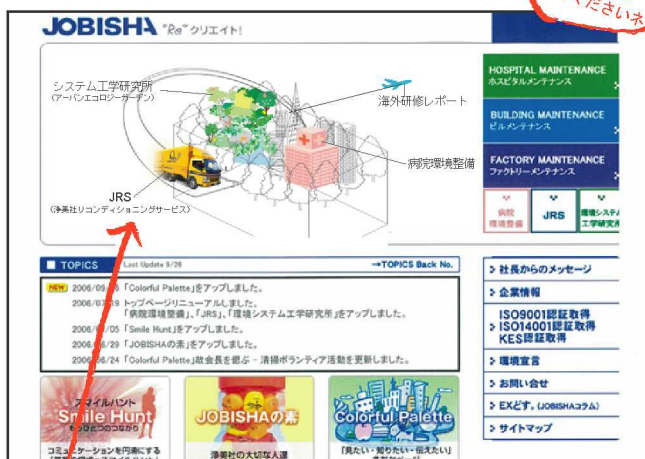 くださいネ
JOBISHA "Re"クリエイト!
システム工学研究所
(アーバンエコロジーガーデン)
海外研修レポート
病院環境整備
JRS
(浄美社リコンディショニングサービス)
HOSPITAL MAINTENANCE
ホスピタルメンテナンス
BUILDING MAINTENANCE
ビルメンテナンス
FACTORY MAINTENANCE
ファクトリーメンテナンス
病院
環境整備
JRS
環境システム
工学研究所
TOPICS Last Update 9/26 →TOPICS Back No.
NEW 2006/09/ 「Colorful Palette」をアップしました。
2006/07/19 トップページリニューアルしました。
「病院環境整備」、「JRS」、「環境システム工学研究所」をアップしました。
2006/ /05 「Smile Hunt」をアップしました。
2006/ /29 「JOBISHAの素」をアップしました。
2006/ /24 「Colorful Palette」故会長を偲ぶ - 清掃ボランティア活動を更新しました。
社長からのメッセージ
企業情報
ISO9001認証取得
ISO14001認証取得
KES認証取得
環境宣言
お問い合せ
EXどす。(JOBISHAコラム)
サイトマップ
スマイルハント
Smile Hunt
ひとつのつながり
コミュニケーションを円滑にする
JOBISHAの素
浄美社の大切な人達
Colorful Palette
「見たい・知りたい・伝えたい」